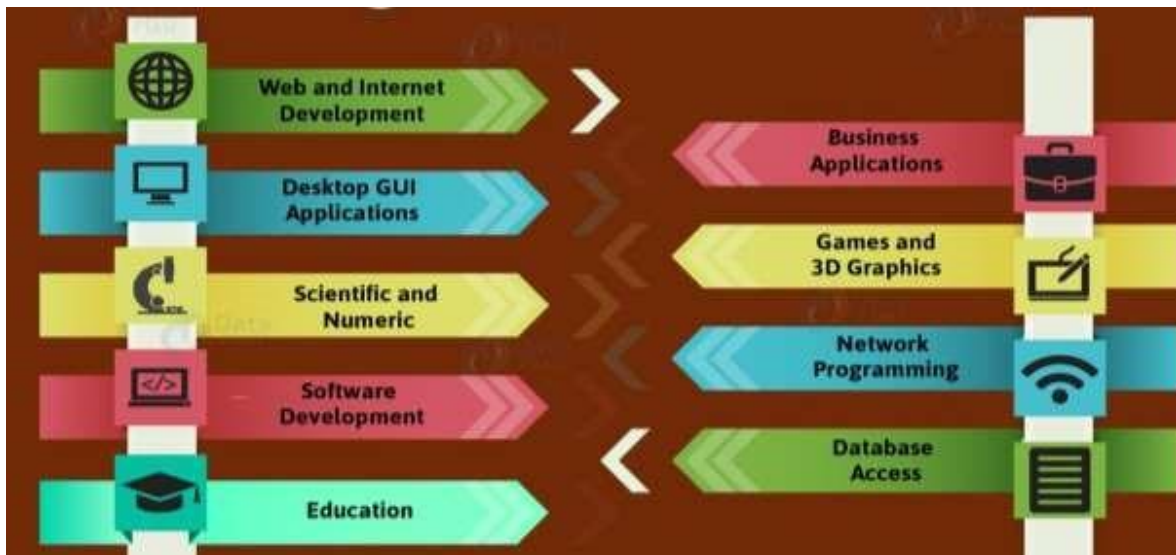 Web and Internet
Development
Desktop GUI
Applications
Scientific and
Numeric
</>
Software
Development
Education
Business
Applications
Games and
3D Graphics
Network
Programming
Database
Access